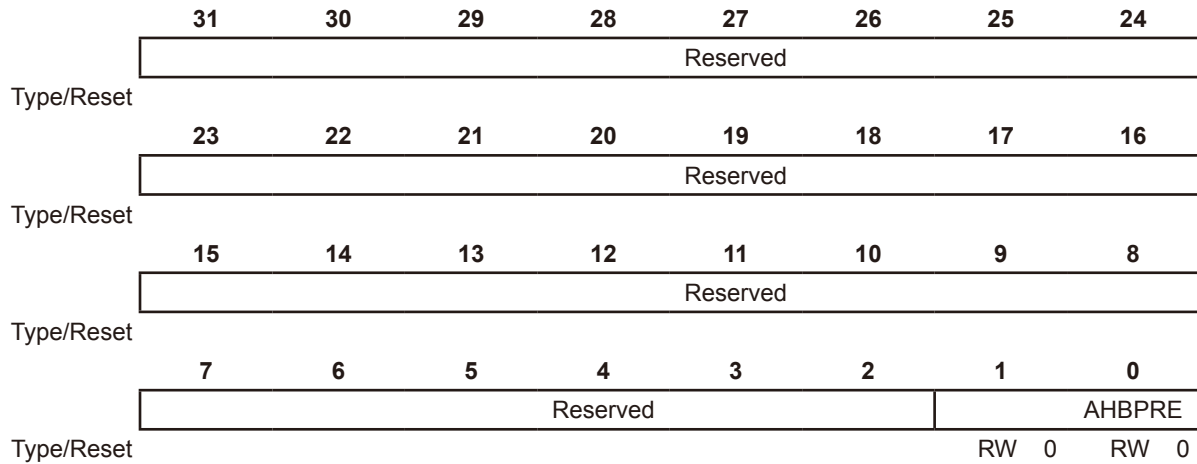 31 30 29 28 27 26 25 24
Reserved
Type/Reset
23 22 21 20 19 18 17 16
Reserved
Type/Reset
15 14 13 12 11 10 9 8
Reserved
Type/Reset
7 6 5 4 3 2 1 0
Reserved AHBPRE
Type/Reset RW 0 RW 0